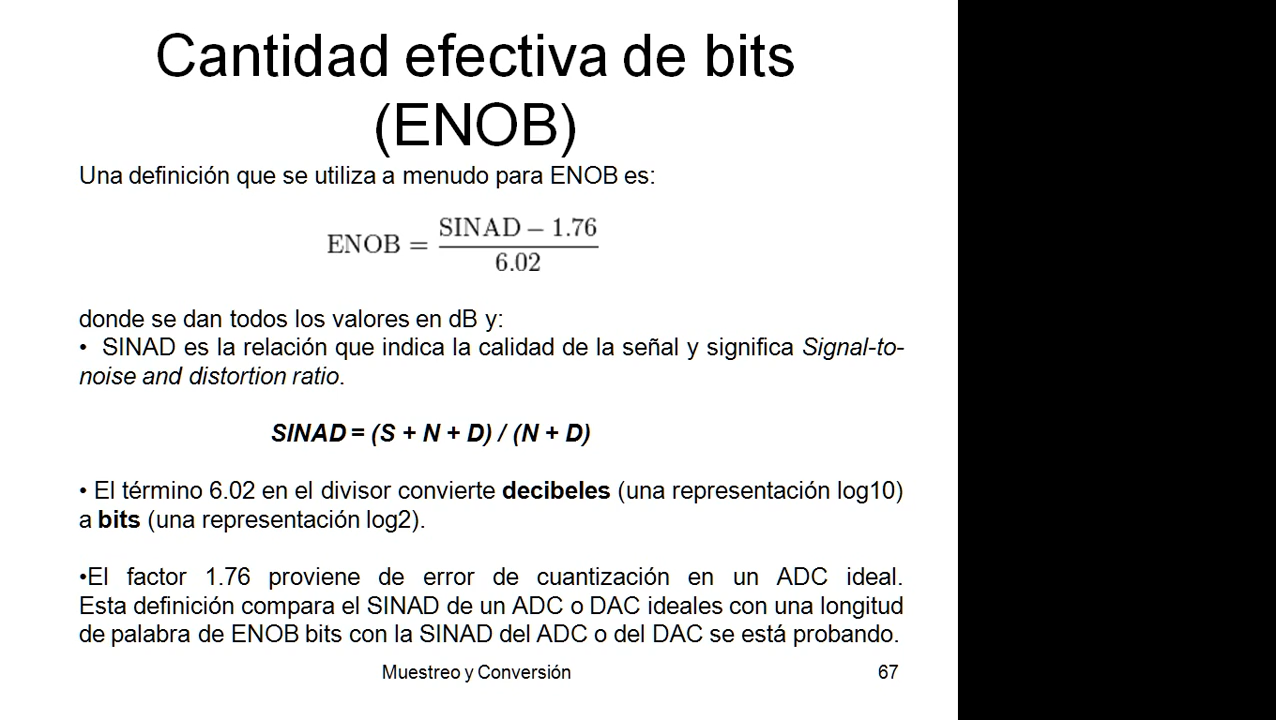 Cantidad efectiva de bits
(ENOB)
Una definición que se utiliza a menudo para ENOB es:
ENOB = SINAD − 1.76 / 6.02
donde se dan todos los valores en dB y:
• SINAD es la relación que indica la calidad de la señal y significa Signal-to-
noise and distortion ratio.
SINAD = (S + N + D) / (N + D)
• El término 6.02 en el divisor convierte decibeles (una representación log10)
a bits (una representación log2).
•El factor 1.76 proviene de error de cuantización en un ADC ideal.
Esta definición compara el SINAD de un ADC o DAC ideales con una longitud
de palabra de ENOB bits con la SINAD del ADC o del DAC se está probando.
Muestreo y Conversión
67